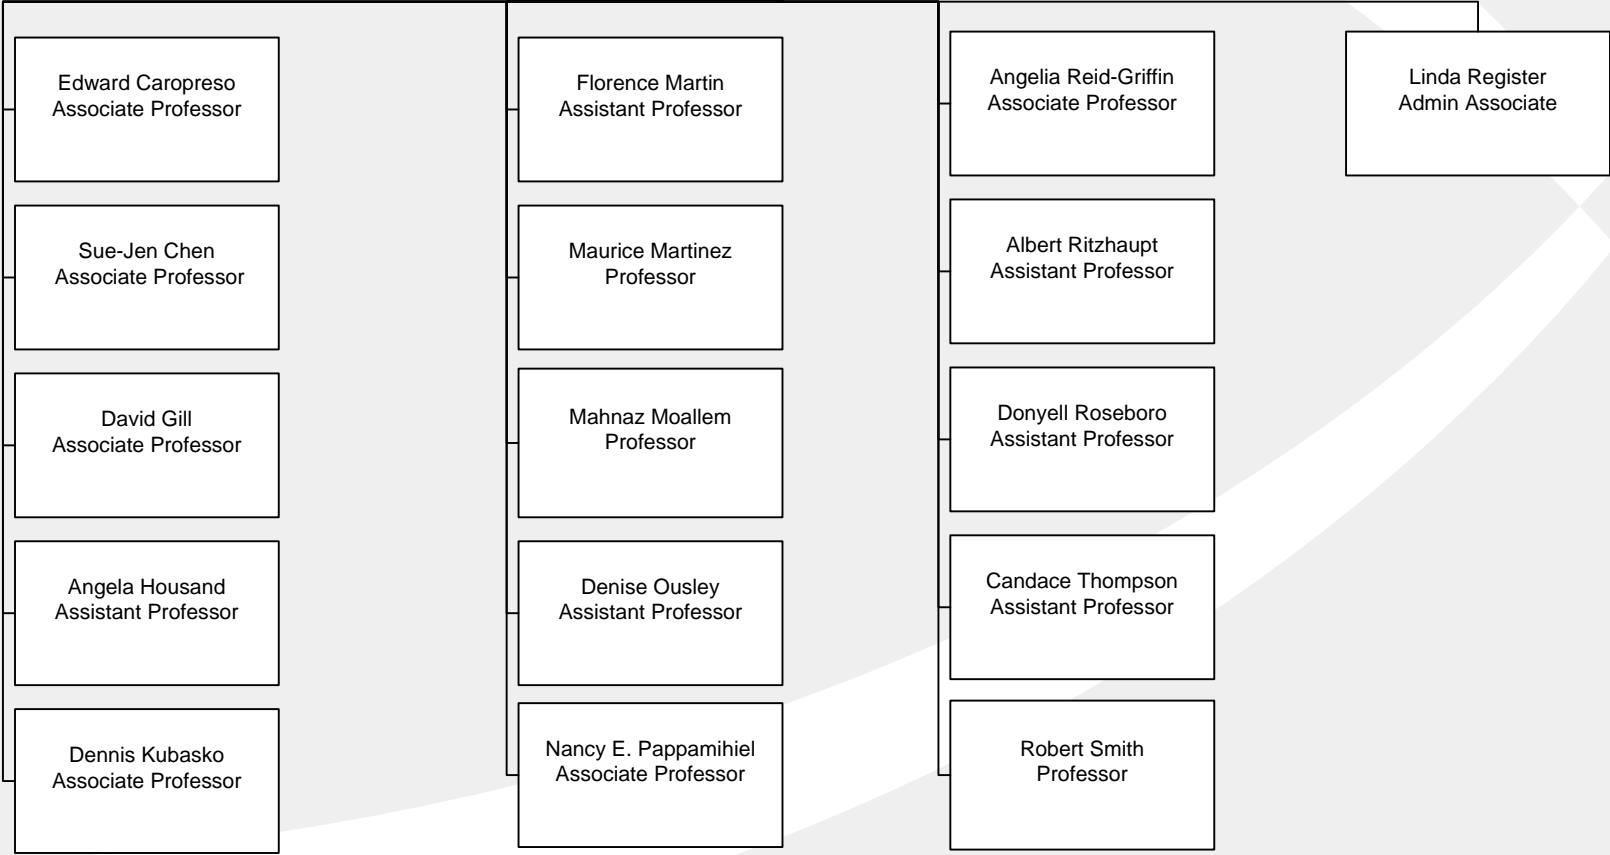 Edward Caropreso
Associate Professor
Sue-Jen Chen
Associate Professor
David Gill
Associate Professor
Angela Housand
Assistant Professor
Dennis Kubasko
Associate Professor
Florence Martin
Assistant Professor
Maurice Martinez
Professor
Mahnaz Moallem
Professor
Denise Ousley
Assistant Professor
Nancy E. Pappamihiel
Associate Professor
Angelia Reid-Griffin
Associate Professor
Albert Ritzhaupt
Assistant Professor
Donyell Roseboro
Assistant Professor
Candace Thompson
Assistant Professor
Robert Smith
Professor
Linda Register
Admin Associate